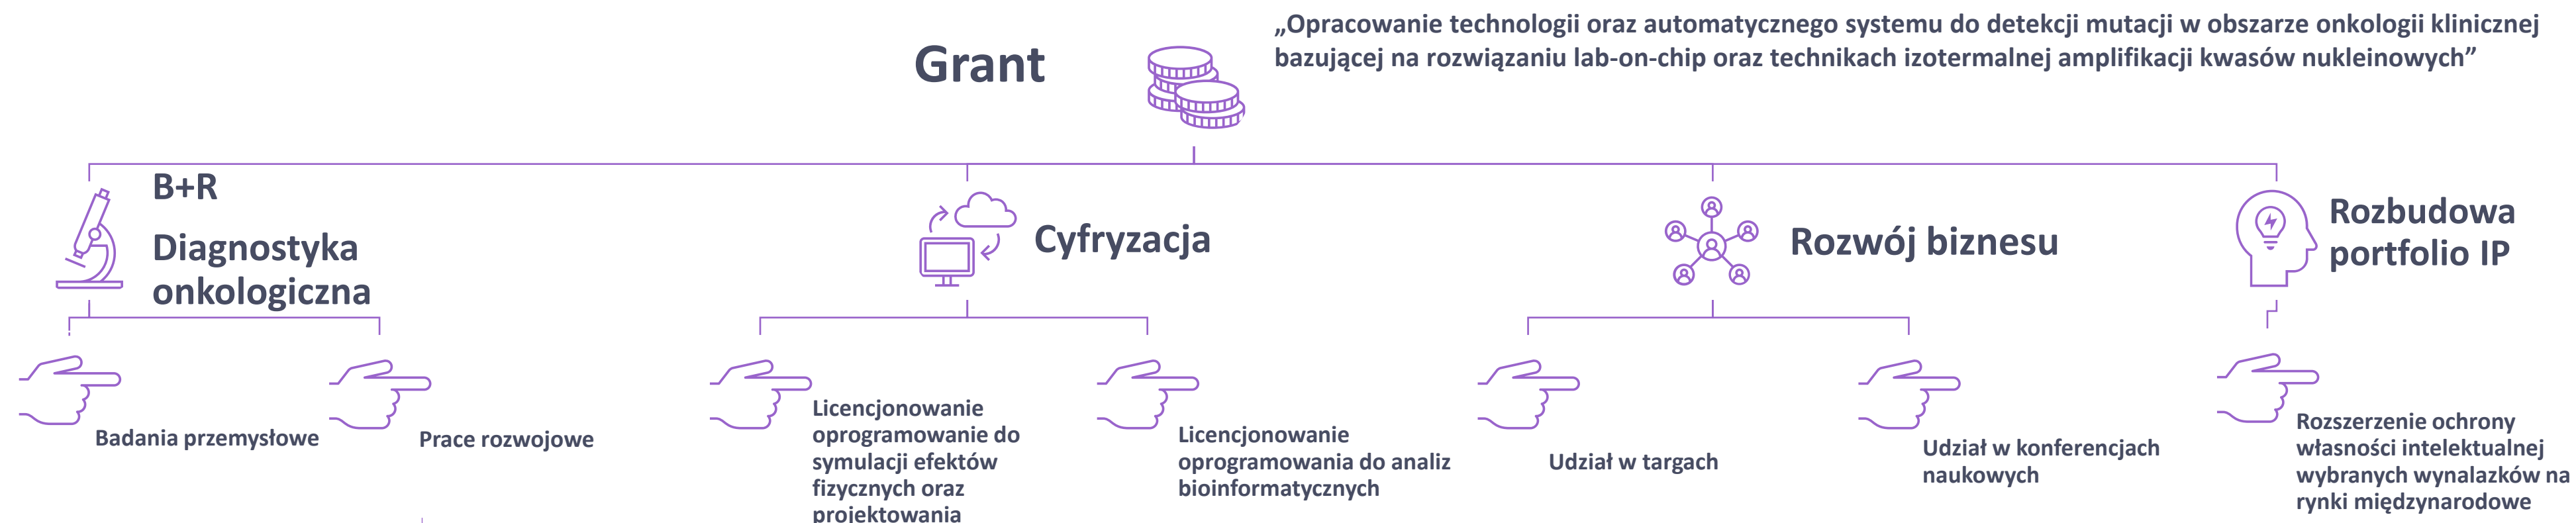 Grant
„Opracowanie technologii oraz automatycznego systemu do detekcji mutacji w obszarze onkologii klinicznej
bazującej na rozwiązaniu lab-on-chip oraz technikach izotermalnej amplifikacji kwasów nukleinowych”
B+R
Diagnostyka
onkologiczna
Cyfryzacja
Rozwój biznesu
Rozbudowa
portfolio IP
Badania przemysłowe
Prace rozwojowe
Licencjonowanie
oprogramowanie do
symulacji efektów
fizycznych oraz
projektowania
Licencjonowanie
oprogramowania do analiz
bioinformatycznych
Udział w targach
Udział w konferencjach
naukowych
Rozszerzenie ochrony
własności intelektualnej
wybranych wynalazków na
rynki międzynarodowe